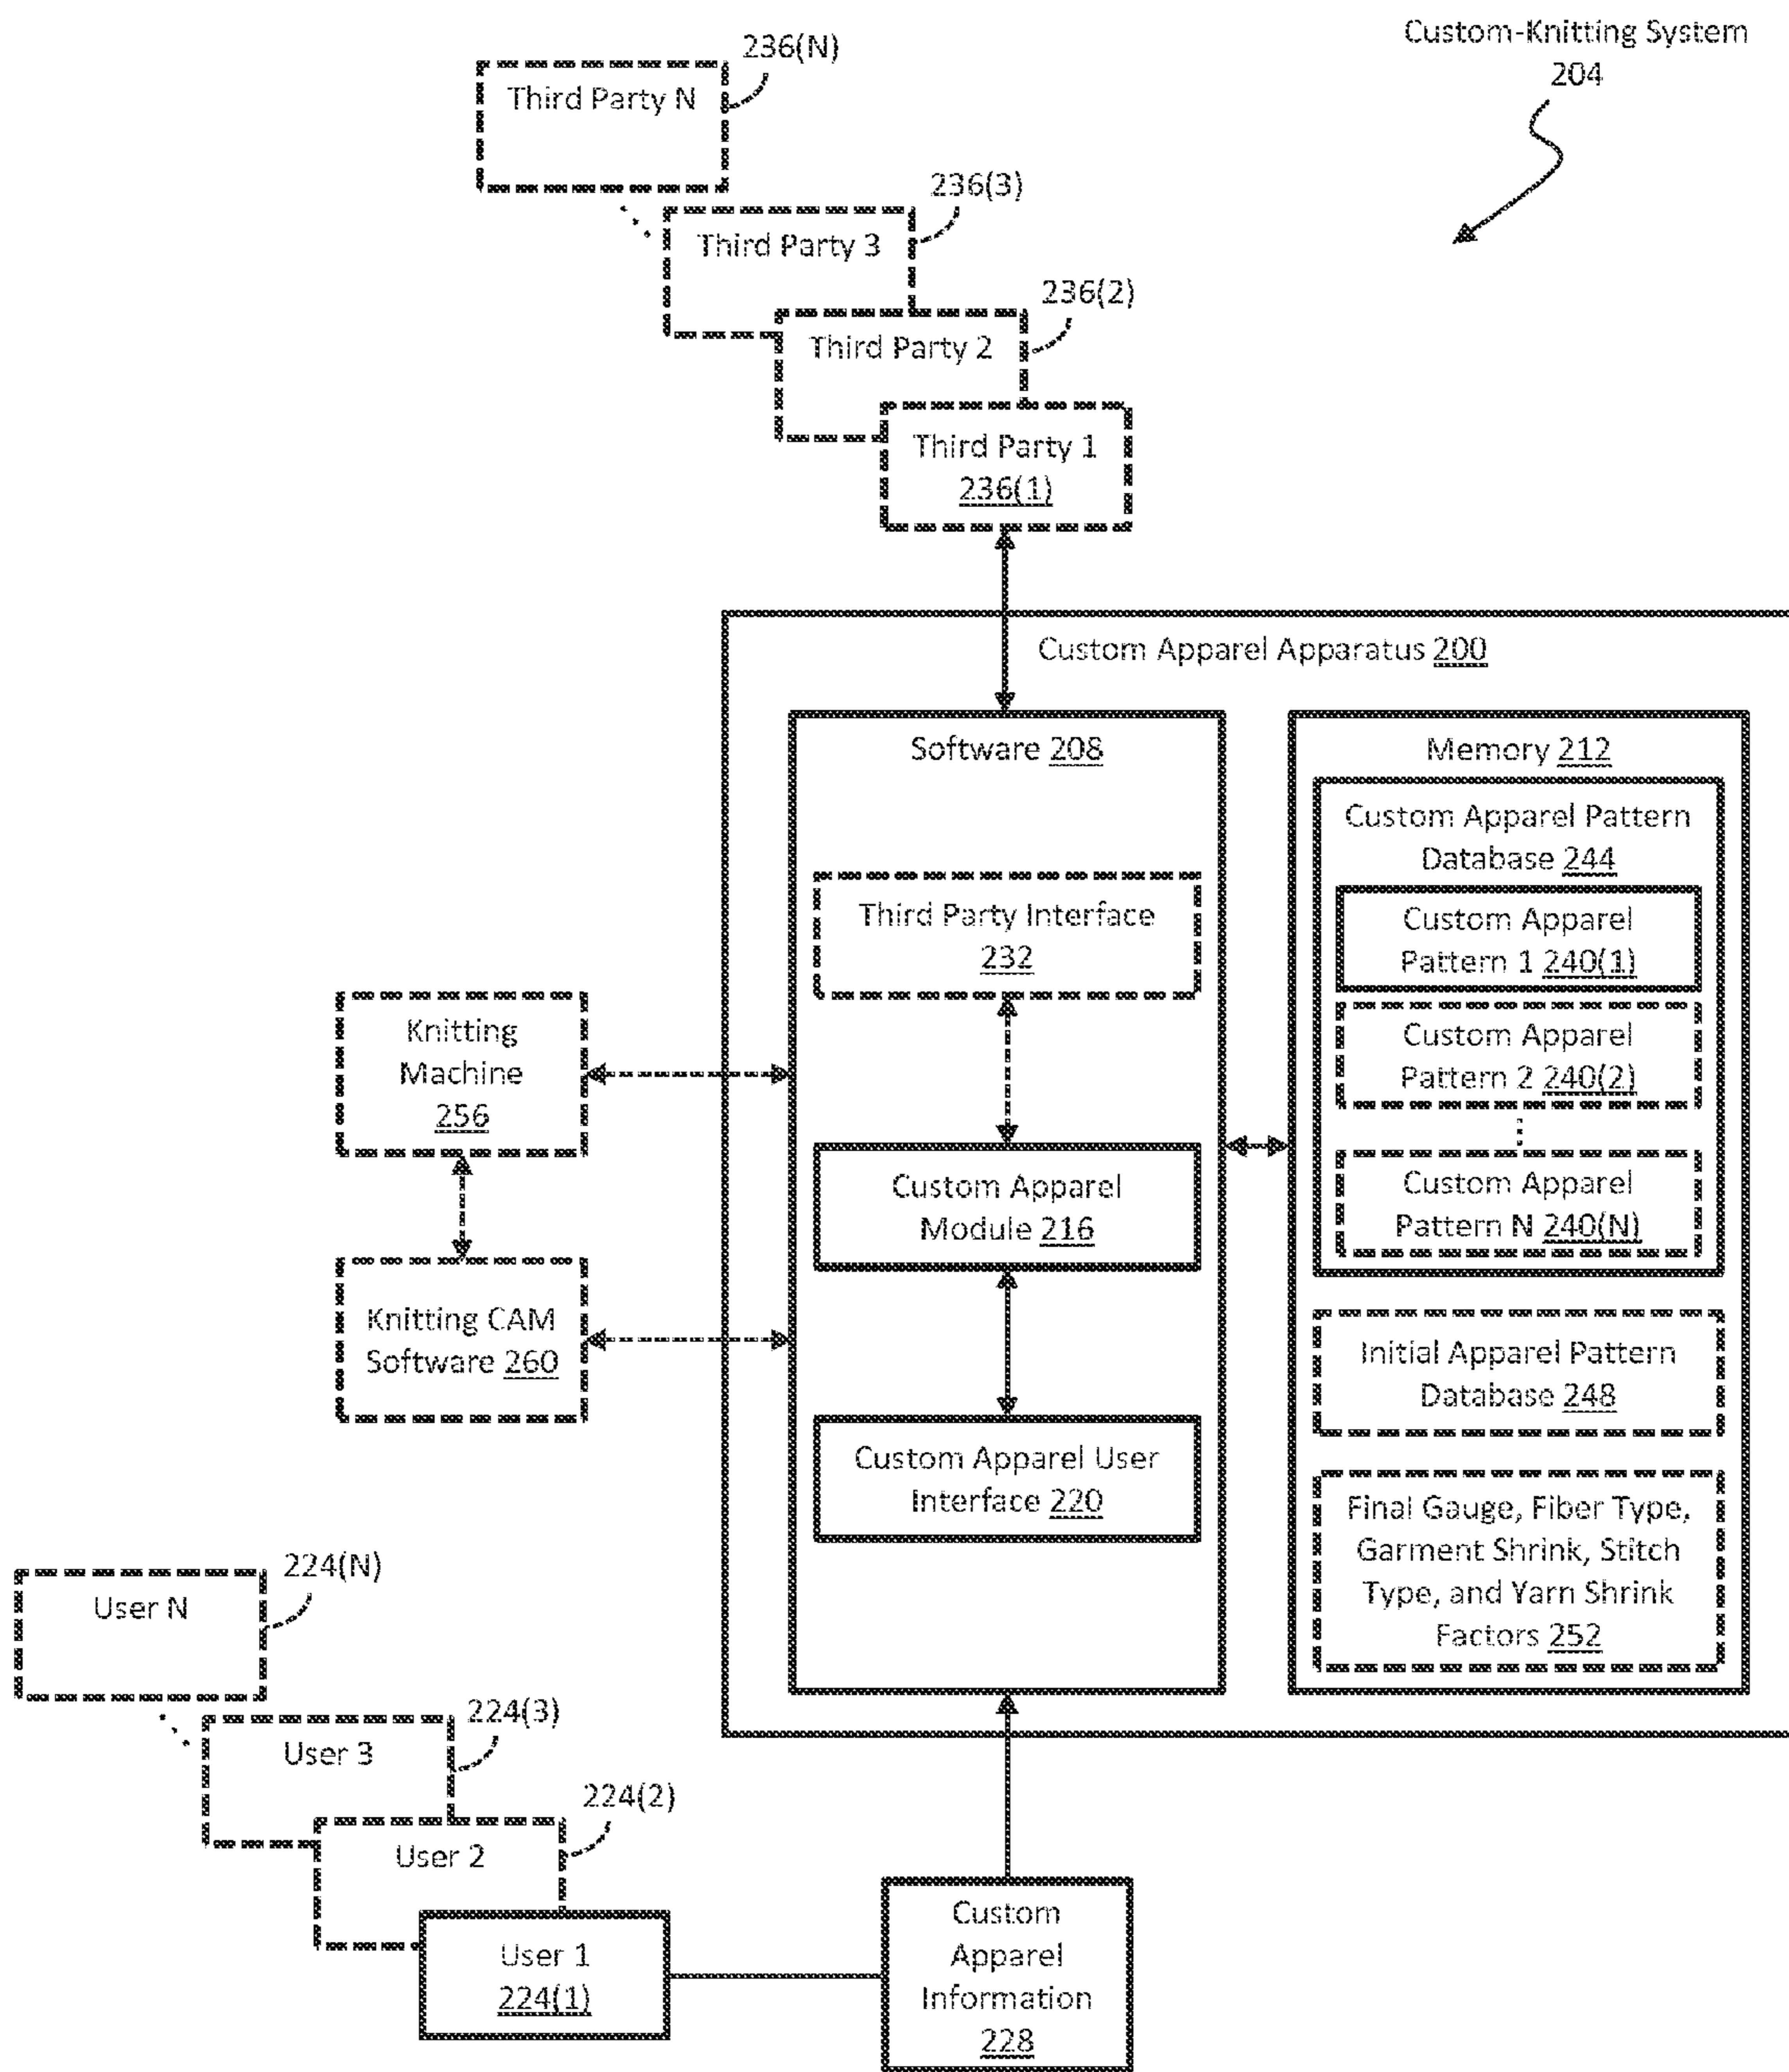 Custom-Knitting System
204
236(N)
Third Party N
236(3)
Third Party 3
236(2)
Third Party 2
Third Party 1
236(1)
Custom Apparel Apparatus 200
Software 208
Third Party Interface
232
Custom Apparel
Module 216
Custom Apparel User
Interface 220
Memory 212
Custom Apparel Pattern
Database 244
Custom Apparel
Pattern 1 240(1)
Custom Apparel
Pattern 2 240(2)
Custom Apparel
Pattern N 240(N)
Initial Apparel Pattern
Database 248
Final Gauge, Fiber Type,
Garment Shrink, Stitch
Type, and Yarn Shrink
Factors 252
Knitting
Machine
256
Knitting CAM
Software 260
224(N)
User N
224(3)
User 3
224(2)
User 2
User 1
224(1)
Custom
Apparel
Information
228